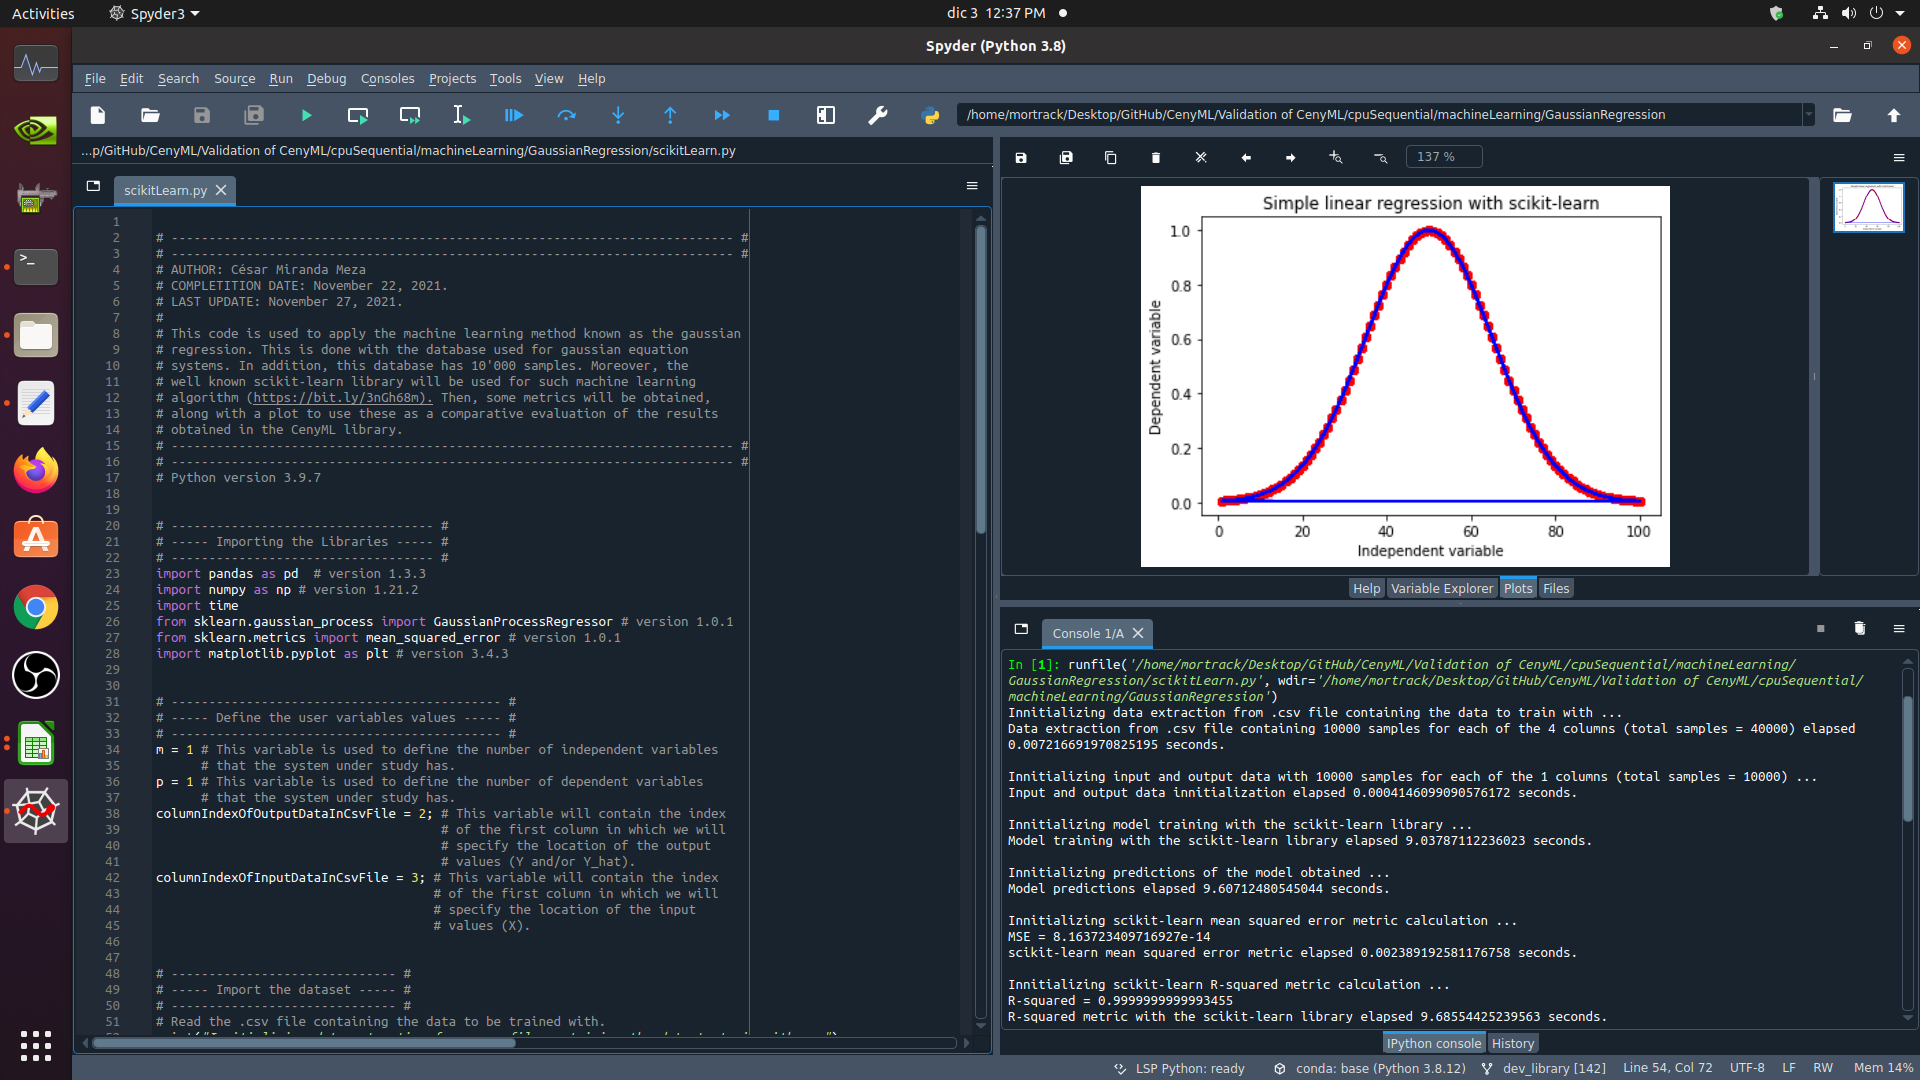 Activities
Spyder3
dic 3 12:37 PM
Spyder (Python 3.8)
File Edit Search Source Run Debug Consoles Projects Tools View Help
/home/mortrack/Desktop/GitHub/CenyML/Validation of CenyML/cpuSequential/machineLearning/GaussianRegression
...p/GitHub/CenyML/Validation of CenyML/cpuSequential/machineLearning/GaussianRegression/scikitLearn.py
scikitLearn.py
1
2 # --------------------------------------------------------------------------- #
3 # --------------------------------------------------------------------------- #
4 # AUTHOR: César Miranda Meza
5 # COMPLETITION DATE: November 22, 2021.
6 # LAST UPDATE: November 27, 2021.
7 #
8 # This code is used to apply the machine learning method known as the gaussian
9 # regression. This is done with the database used for gaussian equation
10 # systems. In addition, this database has 10'000 samples. Moreover, the
11 # well known scikit-learn library will be used for such machine learning
12 # algorithm (https://bit.ly/3nGh68m). Then, some metrics will be obtained,
13 # along with a plot to use these as a comparative evaluation of the results
14 # obtained in the CenyML library.
15 # --------------------------------------------------------------------------- #
16 # --------------------------------------------------------------------------- #
17 # Python version 3.9.7
18
19
20 # ----------------------------------- #
21 # ----- Importing the Libraries ----- #
22 # ----------------------------------- #
23 import pandas as pd  # version 1.3.3
24 import numpy as np # version 1.21.2
25 import time
26 from sklearn.gaussian_process import GaussianProcessRegressor # version 1.0.1
27 from sklearn.metrics import mean_squared_error # version 1.0.1
28 import matplotlib.pyplot as plt # version 3.4.3
29
30
31 # -------------------------------------------- #
32 # ----- Define the user variables values ----- #
33 # -------------------------------------------- #
34 m = 1 # This variable is used to define the number of independent variables
35 # that the system under study has.
36 p = 1 # This variable is used to define the number of dependent variables
37 # that the system under study has.
38 columnIndexOfOutputDataInCsvFile = 2; # This variable will contain the index
39 # of the first column in which we will
40 # specify the location of the output
41 # values (Y and/or Y_hat).
42 columnIndexOfInputDataInCsvFile = 3; # This variable will contain the index
43 # of the first column in which we will
44 # specify the location of the input
45 # values (X).
46
47
48 # ------------------------------ #
49 # ----- Import the dataset ----- #
50 # ------------------------------ #
51 # Read the .csv file containing the data to be trained with.
137 %
Simple linear regression with scikit-learn
Dependent variable
1.0
0.8
0.6
0.4
0.2
0.0
0 20 40 60 80 100
Independent variable
Help Variable Explorer Plots Files
Console 1/A
In [1]: runfile('/home/mortrack/Desktop/GitHub/CenyML/Validation of CenyML/cpuSequential/machineLearning/
GaussianRegression/scikitLearn.py', wdir='/home/mortrack/Desktop/GitHub/CenyML/Validation of CenyML/cpuSequential/
machineLearning/GaussianRegression')
Innitializing data extraction from .csv file containing the data to train with ...
Data extraction from .csv file containing 10000 samples for each of the 4 columns (total samples = 40000) elapsed
0.007216691970825195 seconds.
Innitializing input and output data with 10000 samples for each of the 1 columns (total samples = 10000) ...
Input and output data innitialization elapsed 0.0004146099090576172 seconds.
Innitializing model training with the scikit-learn library ...
Model training with the scikit-learn library elapsed 9.03787112236023 seconds.
Innitializing predictions of the model obtained ...
Model predictions elapsed 9.60712480545044 seconds.
Innitializing scikit-learn mean squared error metric calculation ...
MSE = 8.163723409716927e-14
scikit-learn mean squared error metric elapsed 0.002389192581176758 seconds.
Innitializing scikit-learn R-squared metric calculation ...
R-squared = 0.9999999999993455
R-squared metric with the scikit-learn library elapsed 9.68554425239563 seconds.
IPython console History
LSP Python: ready conda: base (Python 3.8.12) dev_library [142] Line 54, Col 72 UTF-8 LF RW Mem 14%